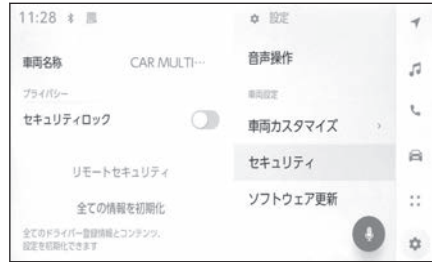 11:28
車両名称 CAR MULTI…
プライバシー
セキュリティロック
リモートセキュリティ
全ての情報を初期化
全てのドライバー登録情報とコンテンツ、
設定を初期化できます
設定
音声操作
車両設定
車両カスタマイズ
セキュリティ
ソフトウェア更新